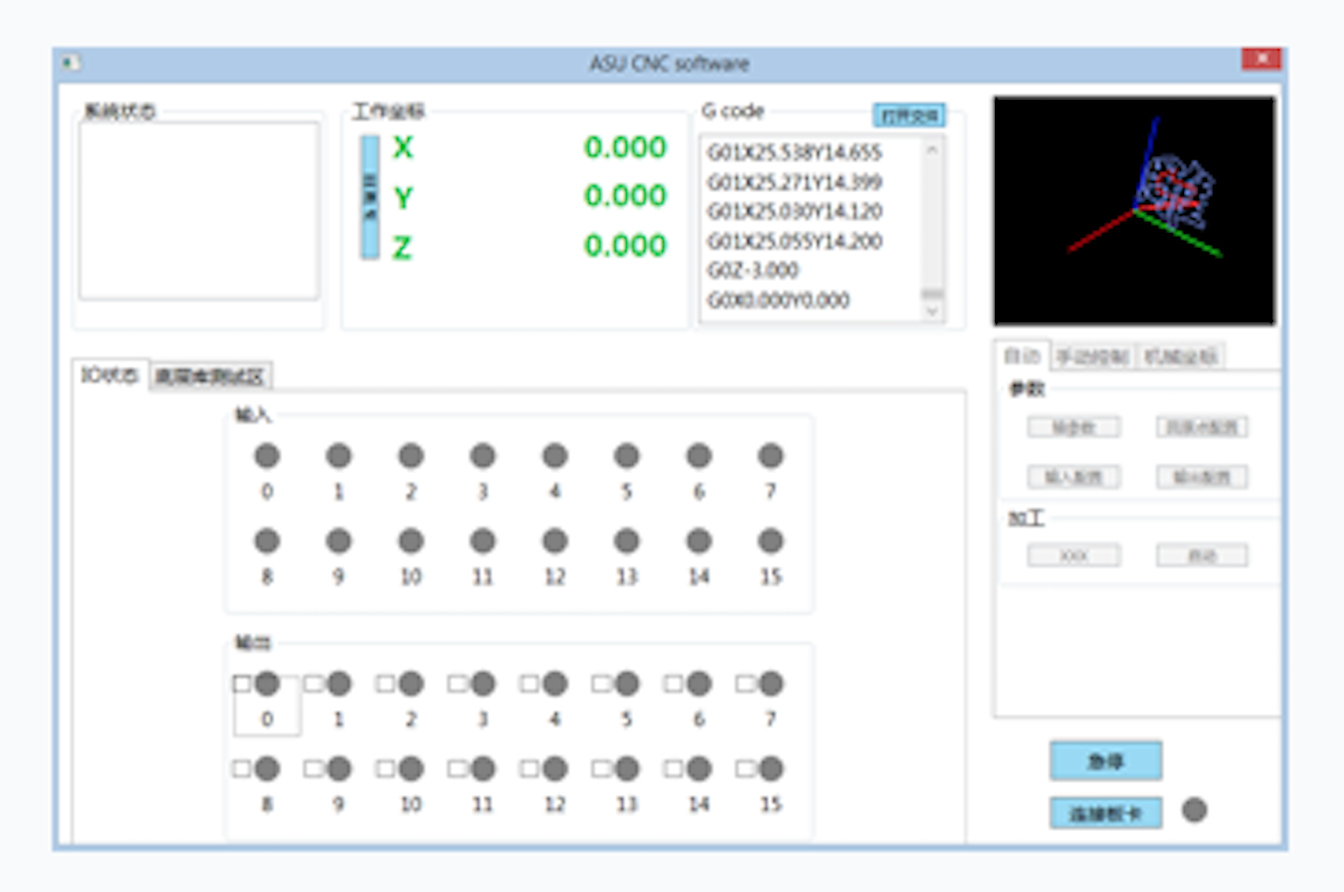 ASU CNC software
系统状态
工作坐标
X 0.000
Y 0.000
Z 0.000
回原点
G code
打开文件
G01X25.538Y14.655
G01X25.271Y14.399
G01X25.030Y14.120
G01X25.055Y14.200
G0Z-3.000
G0X0.000Y0.000
IO状态
底层库测试区
输入
0 1 2 3 4 5 6 7
8 9 10 11 12 13 14 15
输出
0 1 2 3 4 5 6 7
8 9 10 11 12 13 14 15
自动 手动控制 机械坐标
参数
轴参数 回原点配置
输入配置 输出配置
加工
XXX 启动
急停
连接板卡